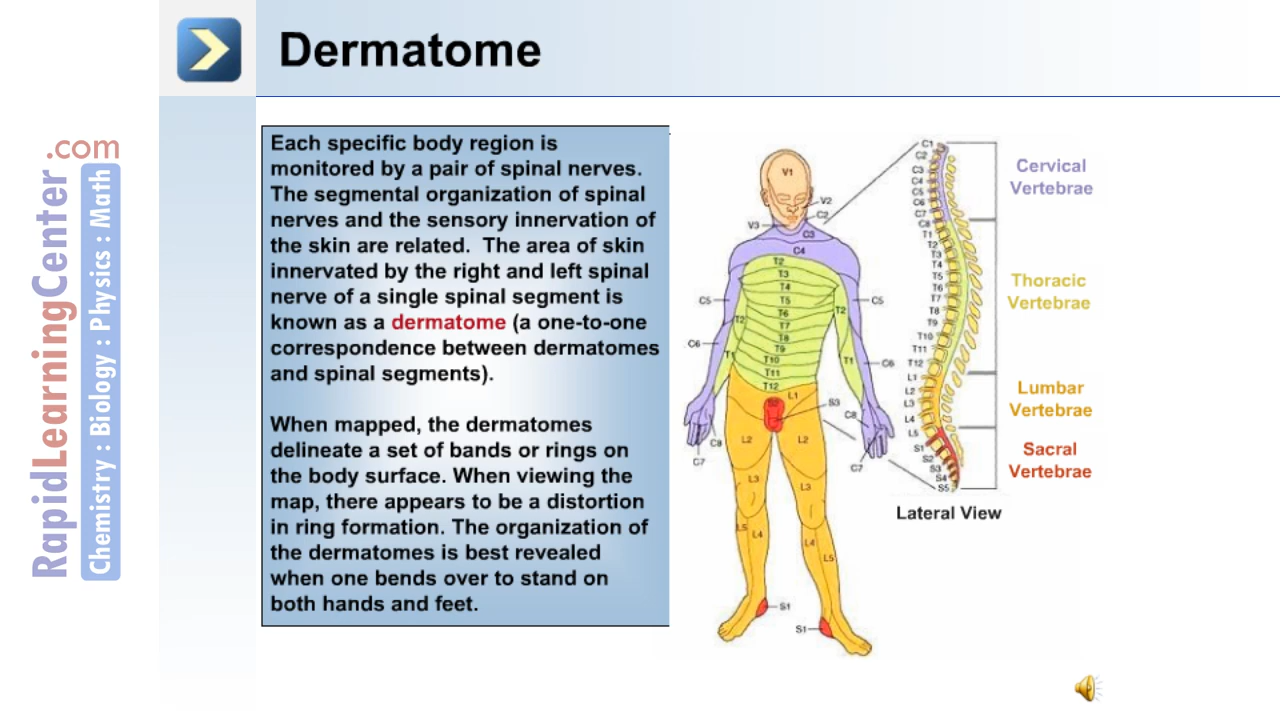 Dermatome
RapidLearningCenter.com
Chemistry : Biology : Physics : Math
Each specific body region is
monitored by a pair of spinal nerves.
The segmental organization of spinal
nerves and the sensory innervation of
the skin are related. The area of skin
innervated by the right and left spinal
nerve of a single spinal segment is
known as a dermatome (a one-to-one
correspondence between dermatomes
and spinal segments).
When mapped, the dermatomes
delineate a set of bands or rings on
the body surface. When viewing the
map, there appears to be a distortion
in ring formation. The organization of
the dermatomes is best revealed
when one bends over to stand on
both hands and feet.
V1
V2
C2
V3
C3
C4
T2
T3
T4
C5
T5
C5
T6
T2
T2
T7
C6
T8
T9
T1
T10
T1
C6
T11
T12
L1
S3
S2
C8
L2
L2
C8
C7
C7
L3
L3
L5
L4
L4
L5
S1
S1
C1
C2
C3
C4
C5
C6
C7
C8
T1
T2
T3
T4
T5
T6
T7
T8
T9
T10
T11
T12
L1
L2
L3
L4
L5
S1
S2
S3
S4
S5
Cervical
Vertebrae
Thoracic
Vertebrae
Lumbar
Vertebrae
Sacral
Vertebrae
Lateral View